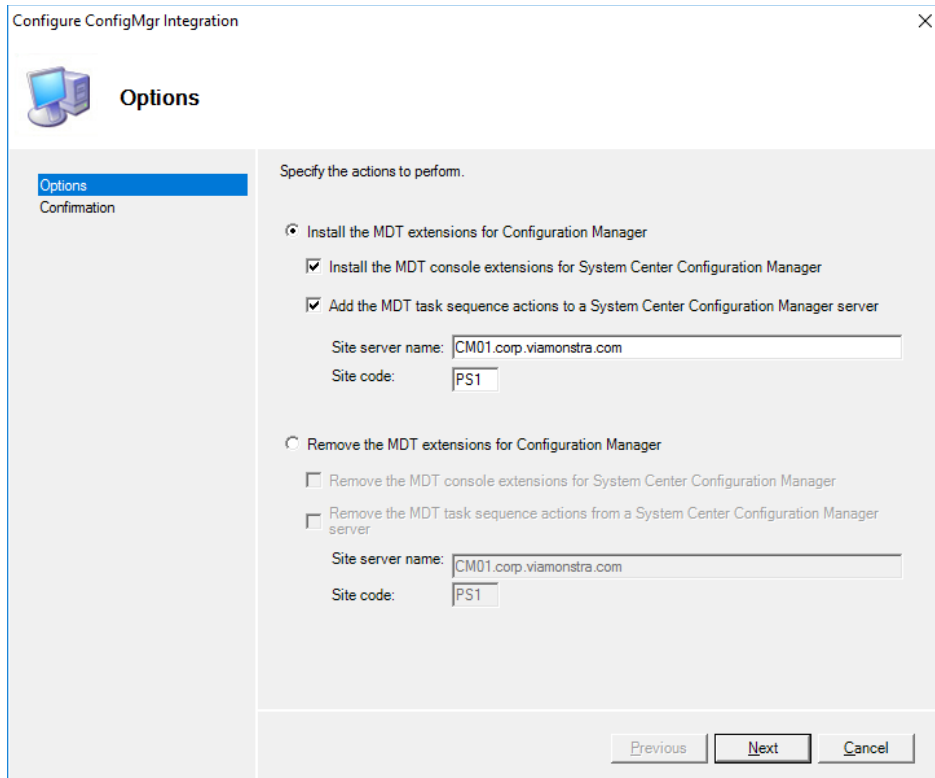 Configure ConfigMgr Integration
Options
Options
Confirmation
Specify the actions to perform.
Install the MDT extensions for Configuration Manager
Install the MDT console extensions for System Center Configuration Manager
Add the MDT task sequence actions to a System Center Configuration Manager server
Site server name: CM01.corp.viamonstra.com
Site code: PS1
Remove the MDT extensions for Configuration Manager
Remove the MDT console extensions for System Center Configuration Manager
Remove the MDT task sequence actions from a System Center Configuration Manager
server
Site server name: CM01.corp.viamonstra.com
Site code: PS1
Previous Next Cancel